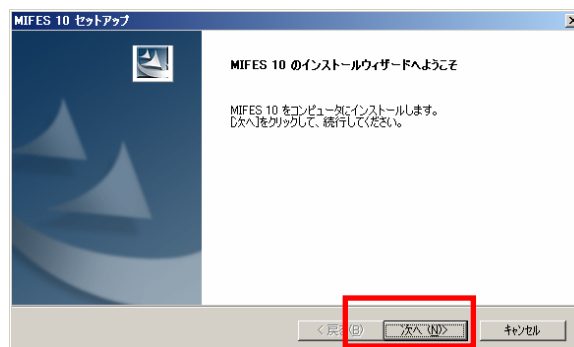 MIFES 10 セットアップ
MIFES 10 のインストールウィザードへようこそ
MIFES 10 をコンピュータにインストールします。
[次へ]をクリックして、続行してください。
< 戻る(B) 次へ (N)> キャンセル